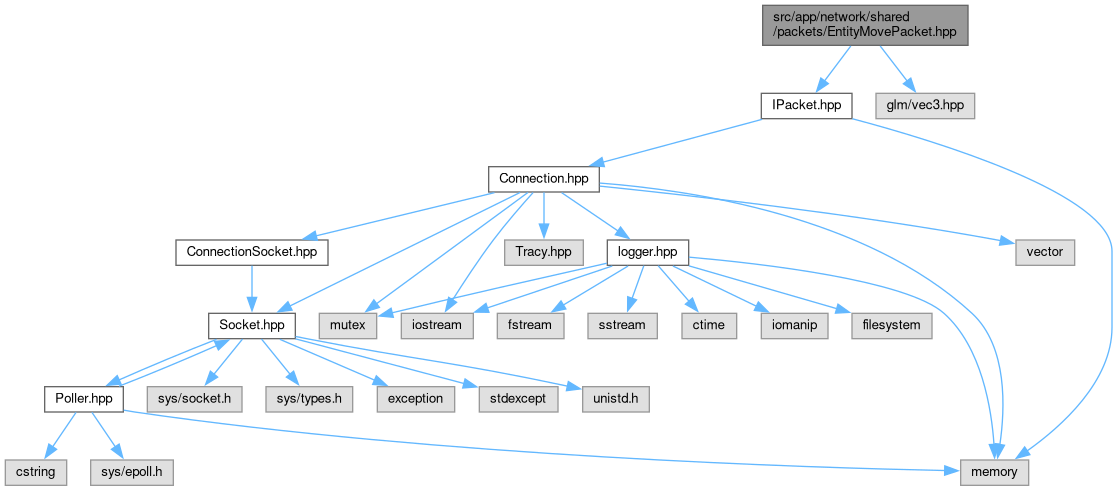 src/app/network/shared
/packets/EntityMovePacket.hpp
IPacket.hpp
glm/vec3.hpp
Connection.hpp
ConnectionSocket.hpp
Tracy.hpp
logger.hpp
vector
Socket.hpp
mutex
iostream
fstream
sstream
ctime
iomanip
filesystem
Poller.hpp
sys/socket.h
sys/types.h
exception
stdexcept
unistd.h
cstring
sys/epoll.h
memory